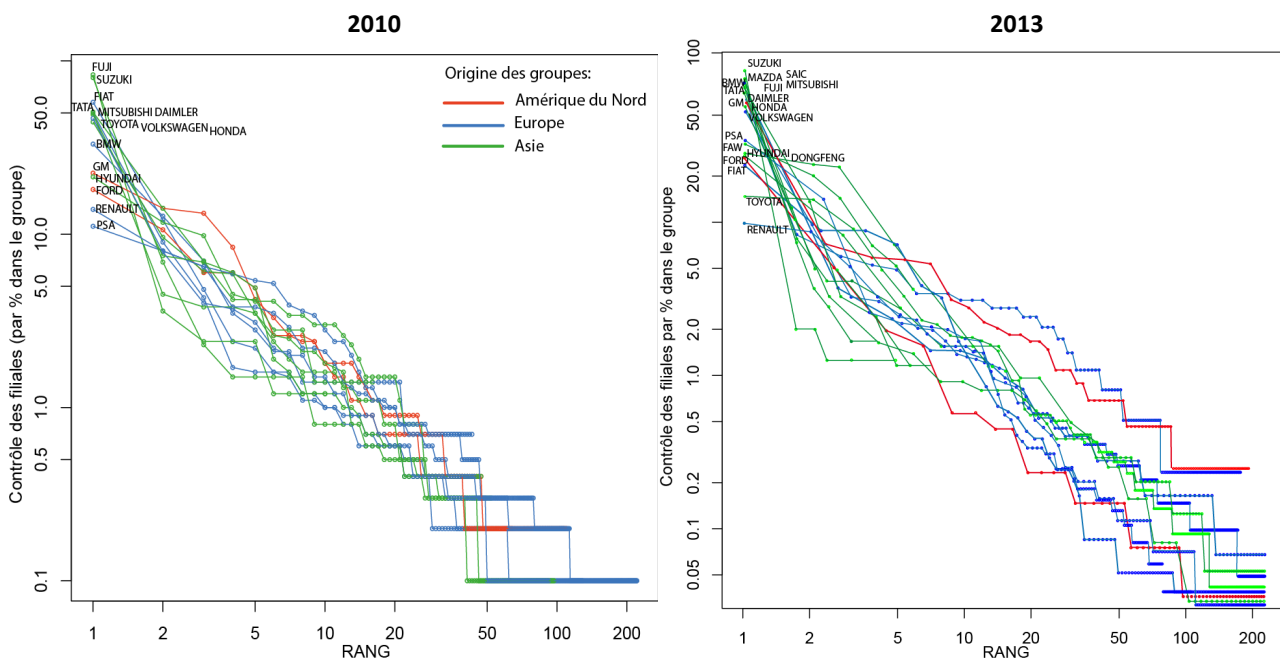 2010
2013
Contrôle des filiales (par % dans le groupe)
50.0
10.0
5.0
1.0
0.5
0.1
FUJI
SUZUKI
FIAT
TATA
MITSUBISHI DAIMLER
TOYOTA
VOLKSWAGEN
HONDA
BMW
GM
HYUNDAI
FORD
RENAULT
PSA
Origine des groupes:
Amérique du Nord
Europe
Asie
1
2
5
10
20
50
100
200
RANG
Contrôle des filiales par % dans le groupe)
100
50.0
20.0
5.0
2.0
1.0
0.5
0.2
0.1
0.05
SUZUKI
BMW
MAZDA
SAIC
TATA
FUJI
MITSUBISHI
DAIMLER
GM
HONDA
VOLKSWAGEN
PSA
FAW
HYUNDAI
DONGFENG
FORD
FIAT
TOYOTA
RENAULT
1
2
5
10
20
50
100
200
RANG